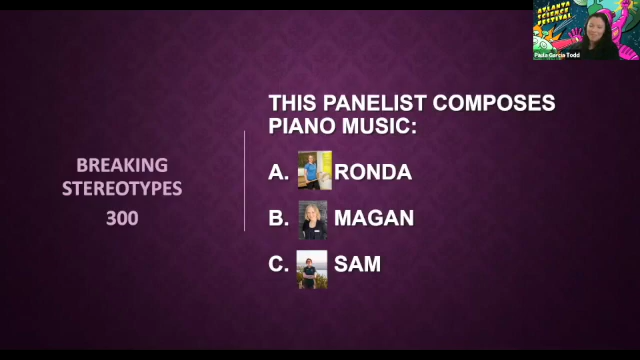 ATLANTA
SCIENCE
FESTIVAL
Paula Garcia Todd
THIS PANELIST COMPOSES
PIANO MUSIC:
BREAKING
STEREOTYPES
300
A. RONDA
B. MAGAN
C. SAM